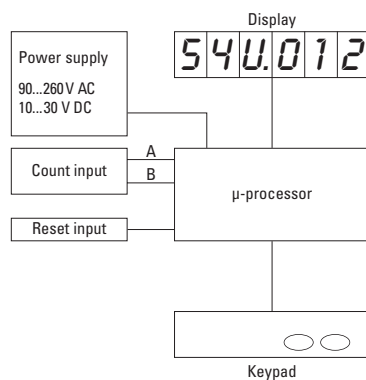 Display
54U.012
Power supply
90...260 V AC
10...30 V DC
A
Count input
B
µ-processor
Reset input
Keypad